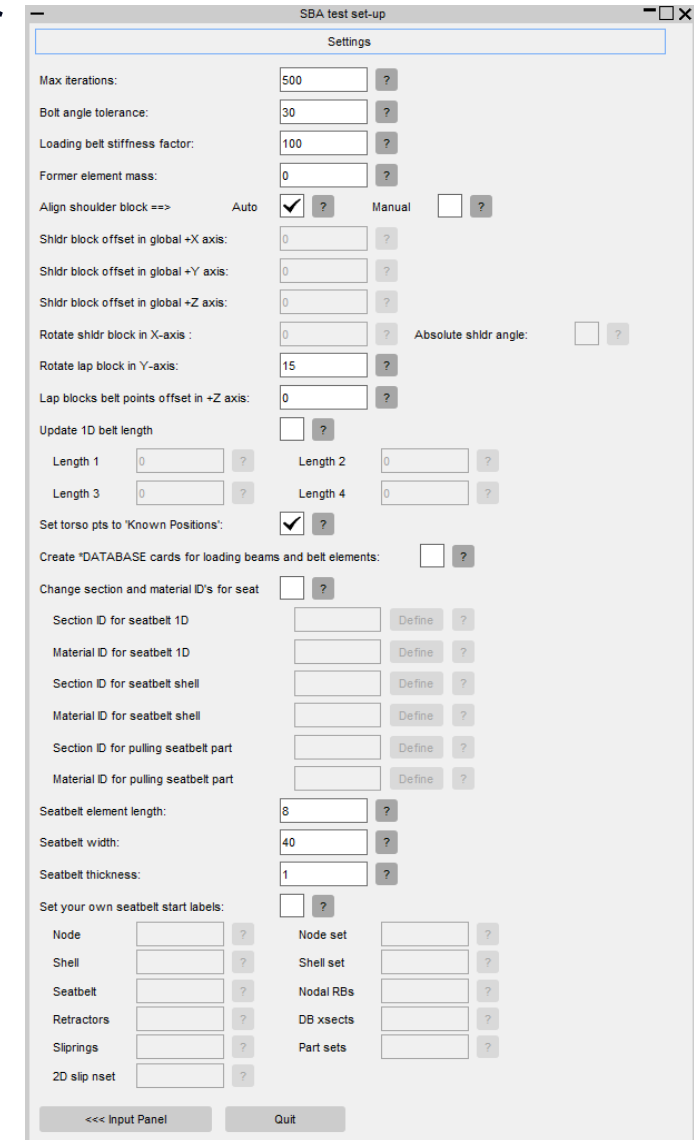 SBA test set-up
Settings
Max iterations: 500 ?
Bolt angle tolerance: 30 ?
Loading belt stiffness factor: 100 ?
Former element mass: 0 ?
Align shoulder block ==> Auto ? Manual ?
Shldr block offset in global +X axis: 0 ?
Shldr block offset in global +Y axis: 0 ?
Shldr block offset in global +Z axis: 0 ?
Rotate shldr block in X-axis : 0 ? Absolute shldr angle: ?
Rotate lap block in Y-axis: 15 ?
Lap blocks belt points offset in +Z axis: 0 ?
Update 1D belt length ?
Length 1 0 ? Length 2 0 ?
Length 3 0 ? Length 4 0 ?
Set torso pts to 'Known Positions': ?
Create *DATABASE cards for loading beams and belt elements: ?
Change section and material ID's for seat ?
Section ID for seatbelt 1D Define ?
Material ID for seatbelt 1D Define ?
Section ID for seatbelt shell Define ?
Material ID for seatbelt shell Define ?
Section ID for pulling seatbelt part Define ?
Material ID for pulling seatbelt part Define ?
Seatbelt element length: 8 ?
Seatbelt width: 40 ?
Seatbelt thickness: 1 ?
Set your own seatbelt start labels: ?
Node ? Node set ?
Shell ? Shell set ?
Seatbelt ? Nodal RBs ?
Retractors ? DB xsects ?
Sliprings ? Part sets ?
2D slip nset ?
<<< Input Panel Quit